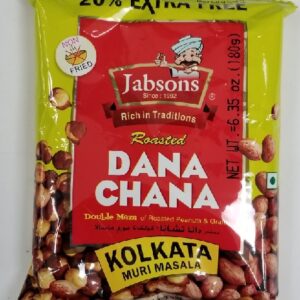 20% EXTRA FREE
NON
FRIED
Jabsons
Since : 1992
Rich in Traditions
Roasted
DANA
CHANA
Double Maza of Roasted Peanuts & Gram
KOLKATA
MURI MASALA
NET WT.=6.35 oz.(180g)